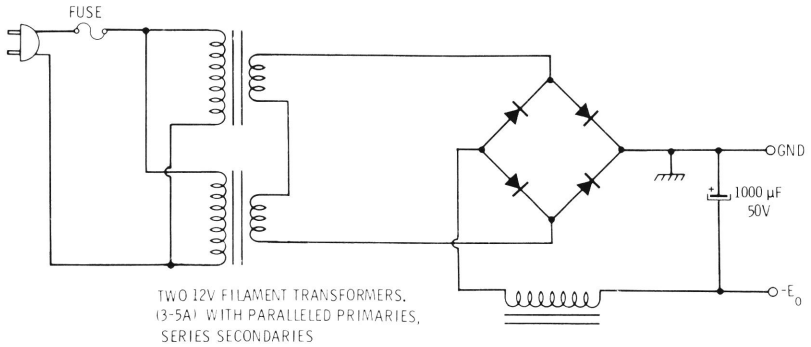 FUSE
GND
+
1000 µF
50V
-E₀
TWO 12V FILAMENT TRANSFORMERS.
(3-5A) WITH PARALLELED PRIMARIES,
SERIES SECONDARIES